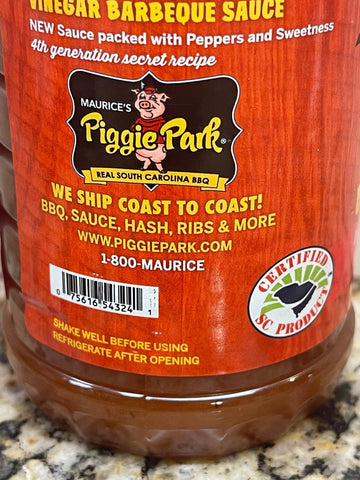 VINEGAR BARBEQUE SAUCE
NEW Sauce packed with Peppers and Sweetness
4th generation secret recipe
MAURICE'S
Piggie Park®
REAL SOUTH CAROLINA BBQ
WE SHIP COAST TO COAST!
BBQ, SAUCE, HASH, RIBS & MORE
WWW.PIGGIEPARK.COM
1-800-MAURICE
0 75616 54324 1
CERTIFIED
SC PRODUCT
SHAKE WELL BEFORE USING
REFRIGERATE AFTER OPENING